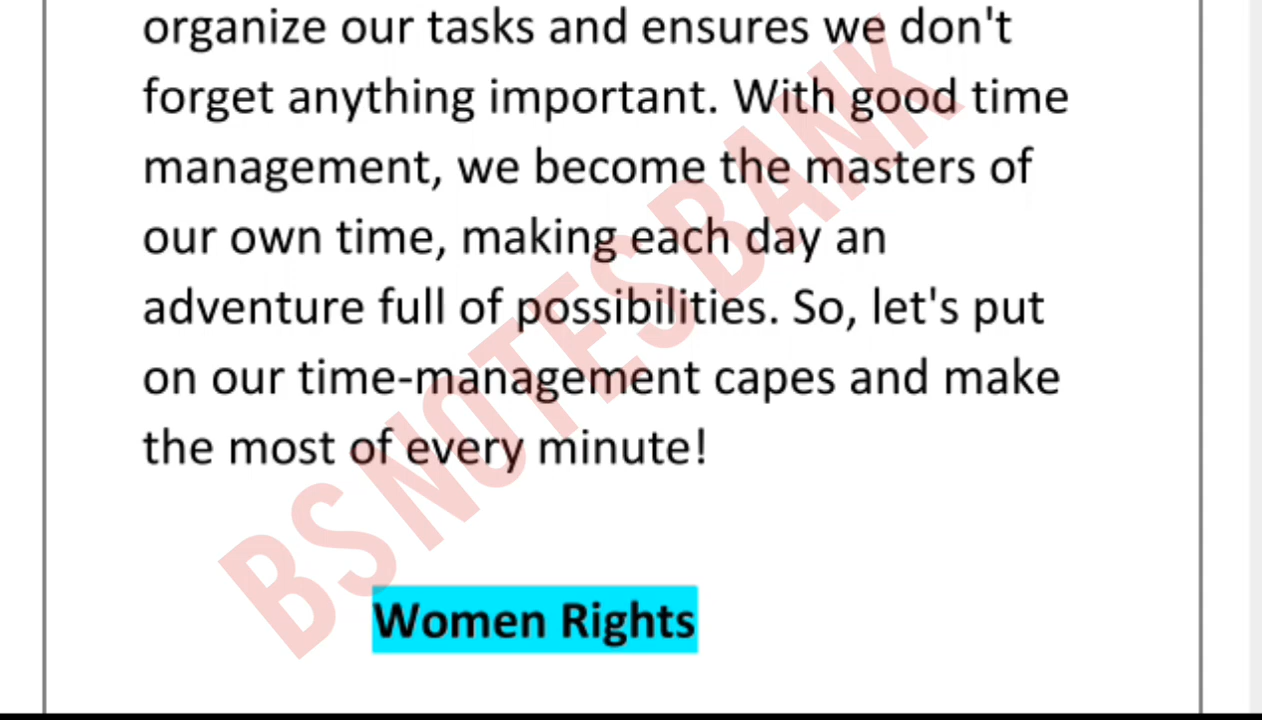 organize our tasks and ensures we don't
forget anything important. With good time
management, we become the masters of
our own time, making each day an
adventure full of possibilities. So, let's put
on our time-management capes and make
the most of every minute!
BS NOTES BANK
Women Rights